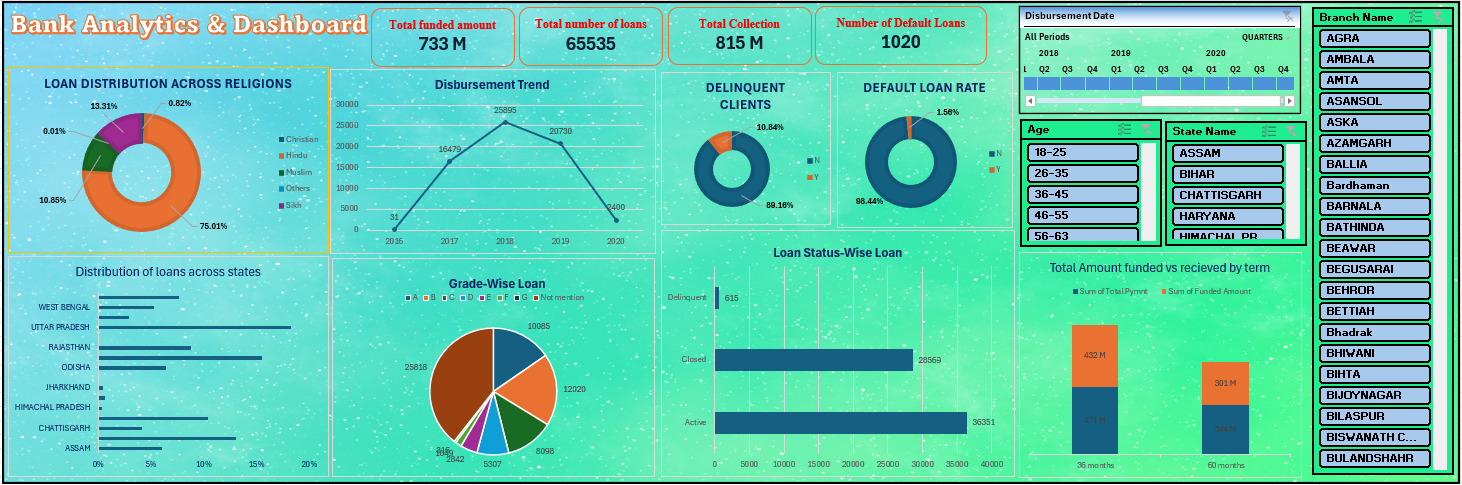 Bank Analytics & Dashboard
Total funded amount
733 M
Total number of loans
65535
Total Collection
815 M
Number of Default Loans
1020
Disbursement Date
All Periods
QUARTERS
2018 2019 2020
Q2 Q3 Q4 Q1 Q2 Q3 Q4 Q1 Q2 Q3 Q4
Branch Name
AGRA
AMBALA
AMTA
ASANSOL
ASKA
AZAMGARH
BALLIA
Bardhaman
BARNALA
BATHINDA
BEAWAR
BEGUSARAI
BEHROR
BETTIAH
Bhadrak
BHIWANI
BIHTA
BIJOYNAGAR
BILASPUR
BISWANATH C...
BULANDSHAHR
LOAN DISTRIBUTION ACROSS RELIGIONS
13.31%
0.82%
0.01%
10.85%
75.01%
Christian
Hindu
Muslim
Others
Sikh
Disbursement Trend
30000
25000
20000
15000
10000
5000
0
31
16479
25895
20730
2400
2016 2017 2018 2019 2020
DELINQUENT
CLIENTS
10.84%
89.16%
N
Y
DEFAULT LOAN RATE
1.56%
98.44%
N
Y
Age
18-25
26-35
36-45
46-55
56-63
State Name
ASSAM
BIHAR
CHATTISGARH
HARYANA
HIMACHAL PR
Distribution of loans across states
WEST BENGAL
UTTAR PRADESH
RAJASTHAN
ODISHA
JHARKHAND
HIMACHAL PRADESH
CHATTISGARH
ASSAM
0% 5% 10% 15% 20%
Grade-Wise Loan
A B C D E F G Not mention
10085
12020
8098
5307
2842
25818
Loan Status-Wise Loan
Delinquent
615
Closed
28569
Active
36351
0 5000 10000 15000 20000 25000 30000 35000 40000
Total Amount funded vs recieved by term
Sum of Total Pymnt Sum of Funded Amount
432 M
471 M
301 M
36 months 60 months